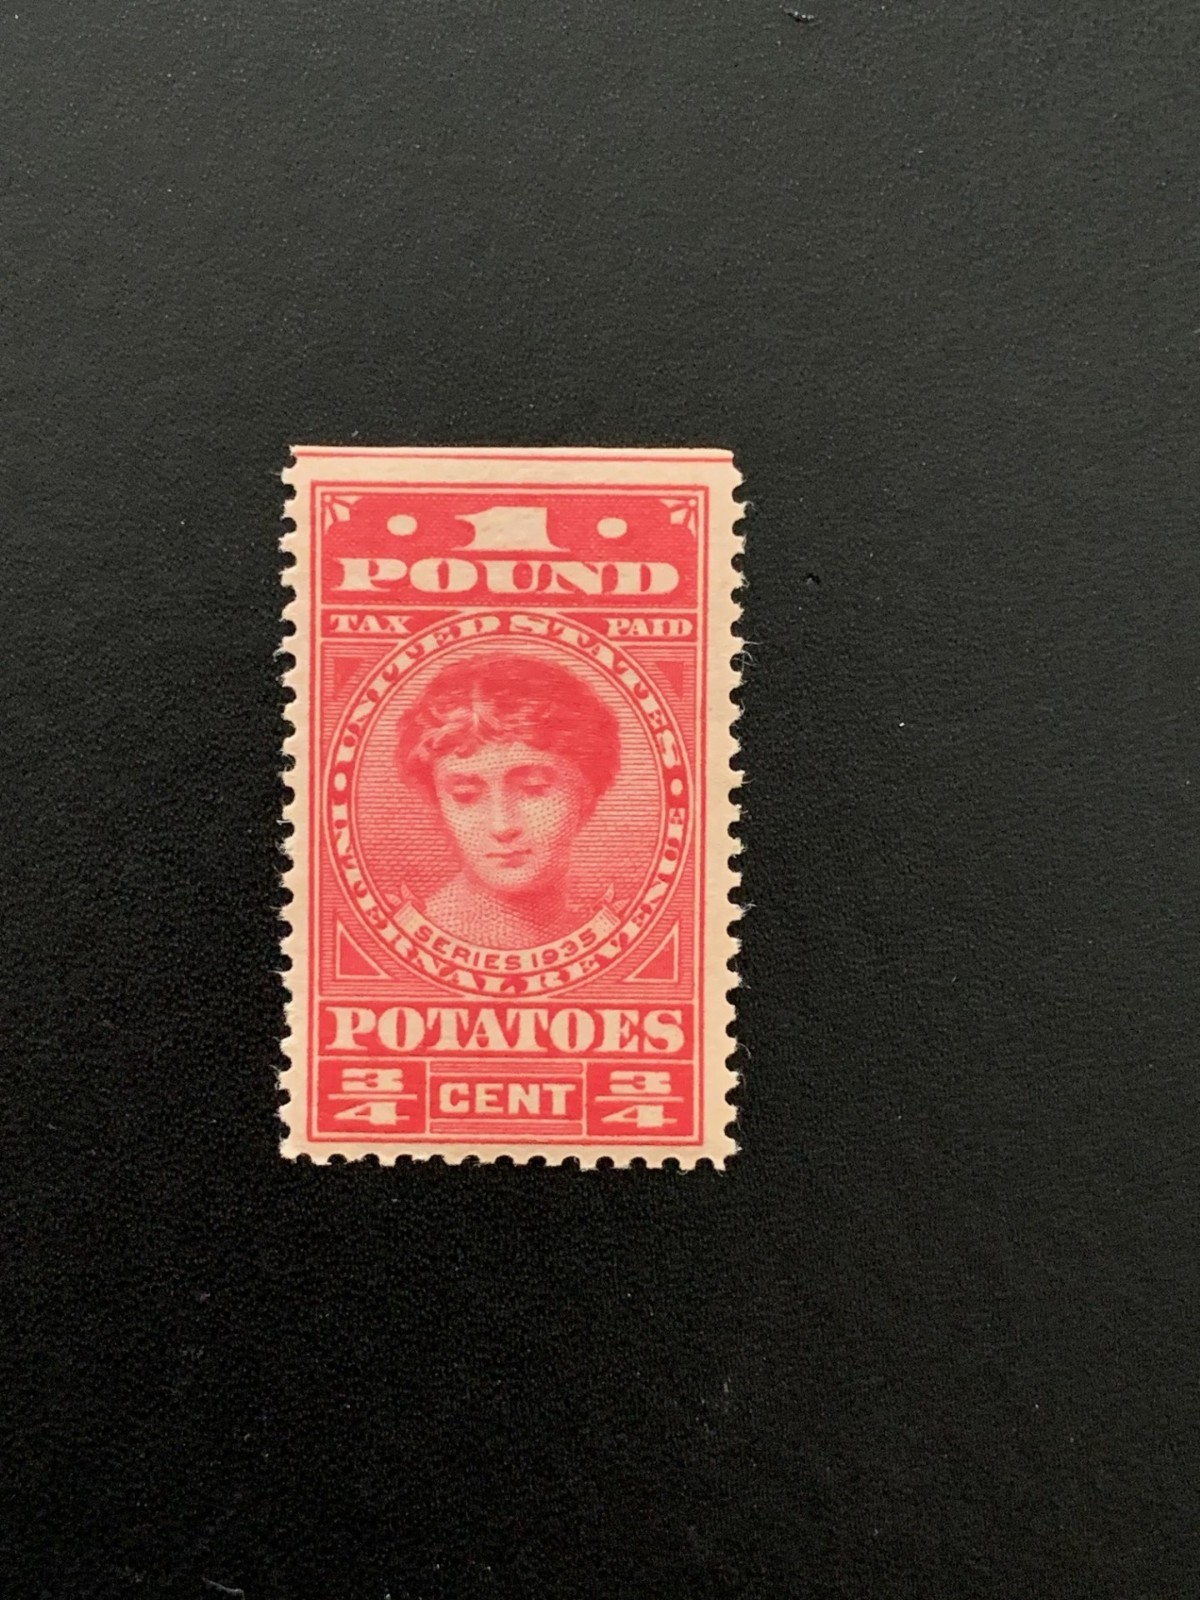 · 1 ·
POUND
TAX PAID
UNITED STATES · INTERNAL REVENUE ·
SERIES 1935
POTATOES
3/4 CENT 3/4